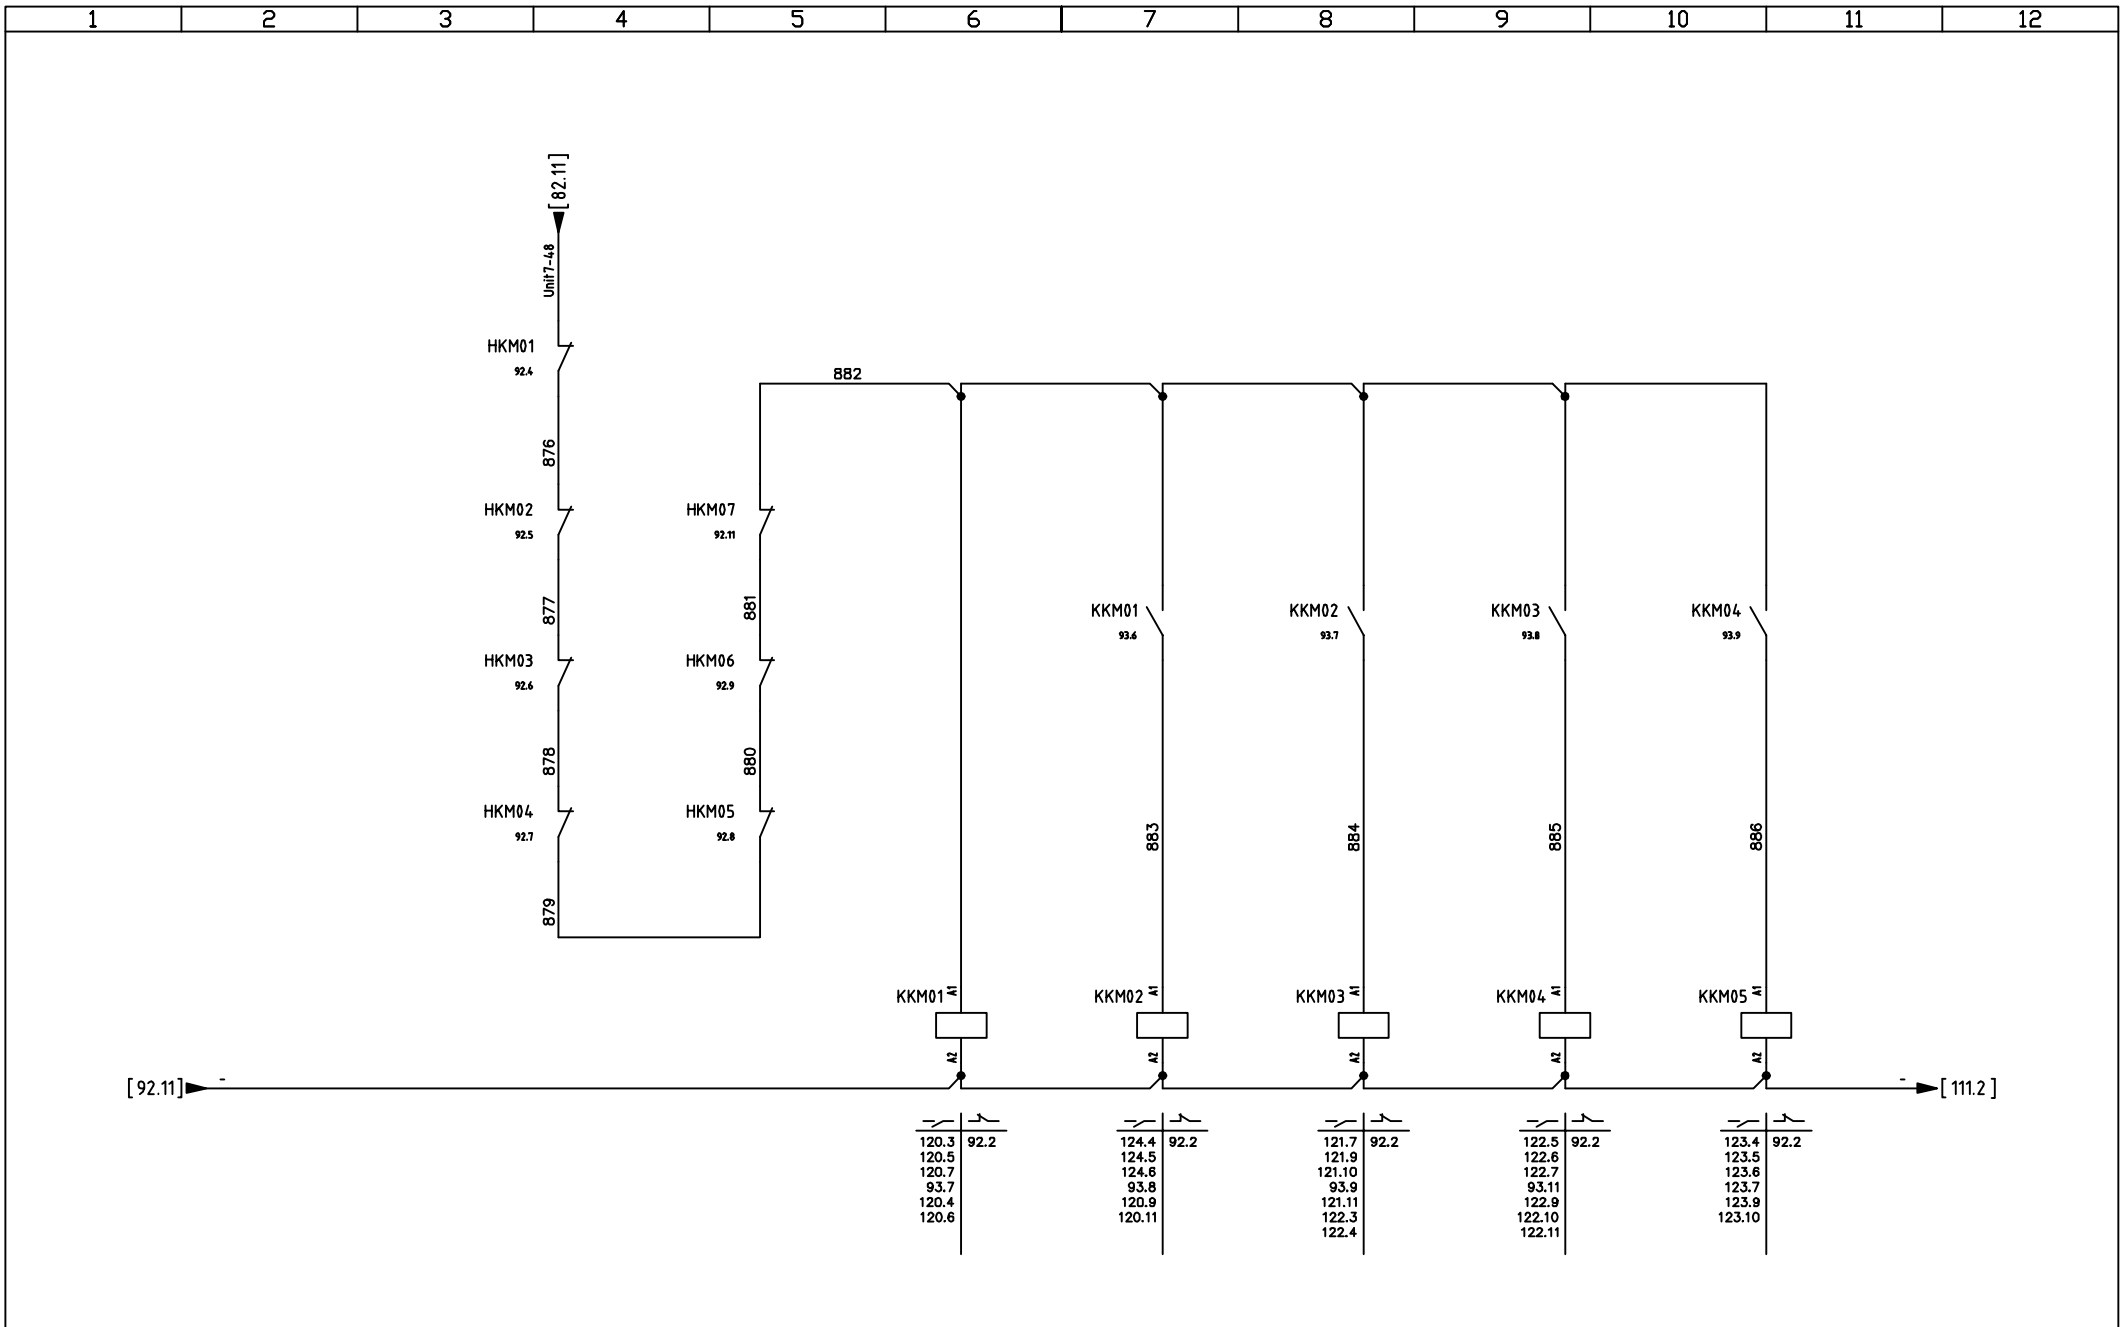 1 2 3 4 5 6 7 8 9 10 11 12
[82.11]
Unit7-48
HKM01
92.4
882
876
HKM02 HKM07
92.5 92.11
877 881
KKM01 KKM02 KKM03 KKM04
93.6 93.7 93.8 93.9
HKM03 HKM06
92.6 92.9
878 880
HKM04 HKM05
92.7 92.8
883 884 885 886
879
KKM01 A1 KKM02 A1 KKM03 A1 KKM04 A1 KKM05 A1
A2 A2 A2 A2 A2
[92.11] - - [111.2]
120.3 92.2 124.4 92.2 121.7 92.2 122.5 92.2 123.4 92.2
120.5 124.5 121.9 122.6 123.5
120.7 124.6 121.10 122.7 123.6
93.7 93.8 93.9 93.11 123.7
120.4 120.9 121.11 122.9 123.9
120.6 120.11 122.3 122.10 123.10
122.4 122.11